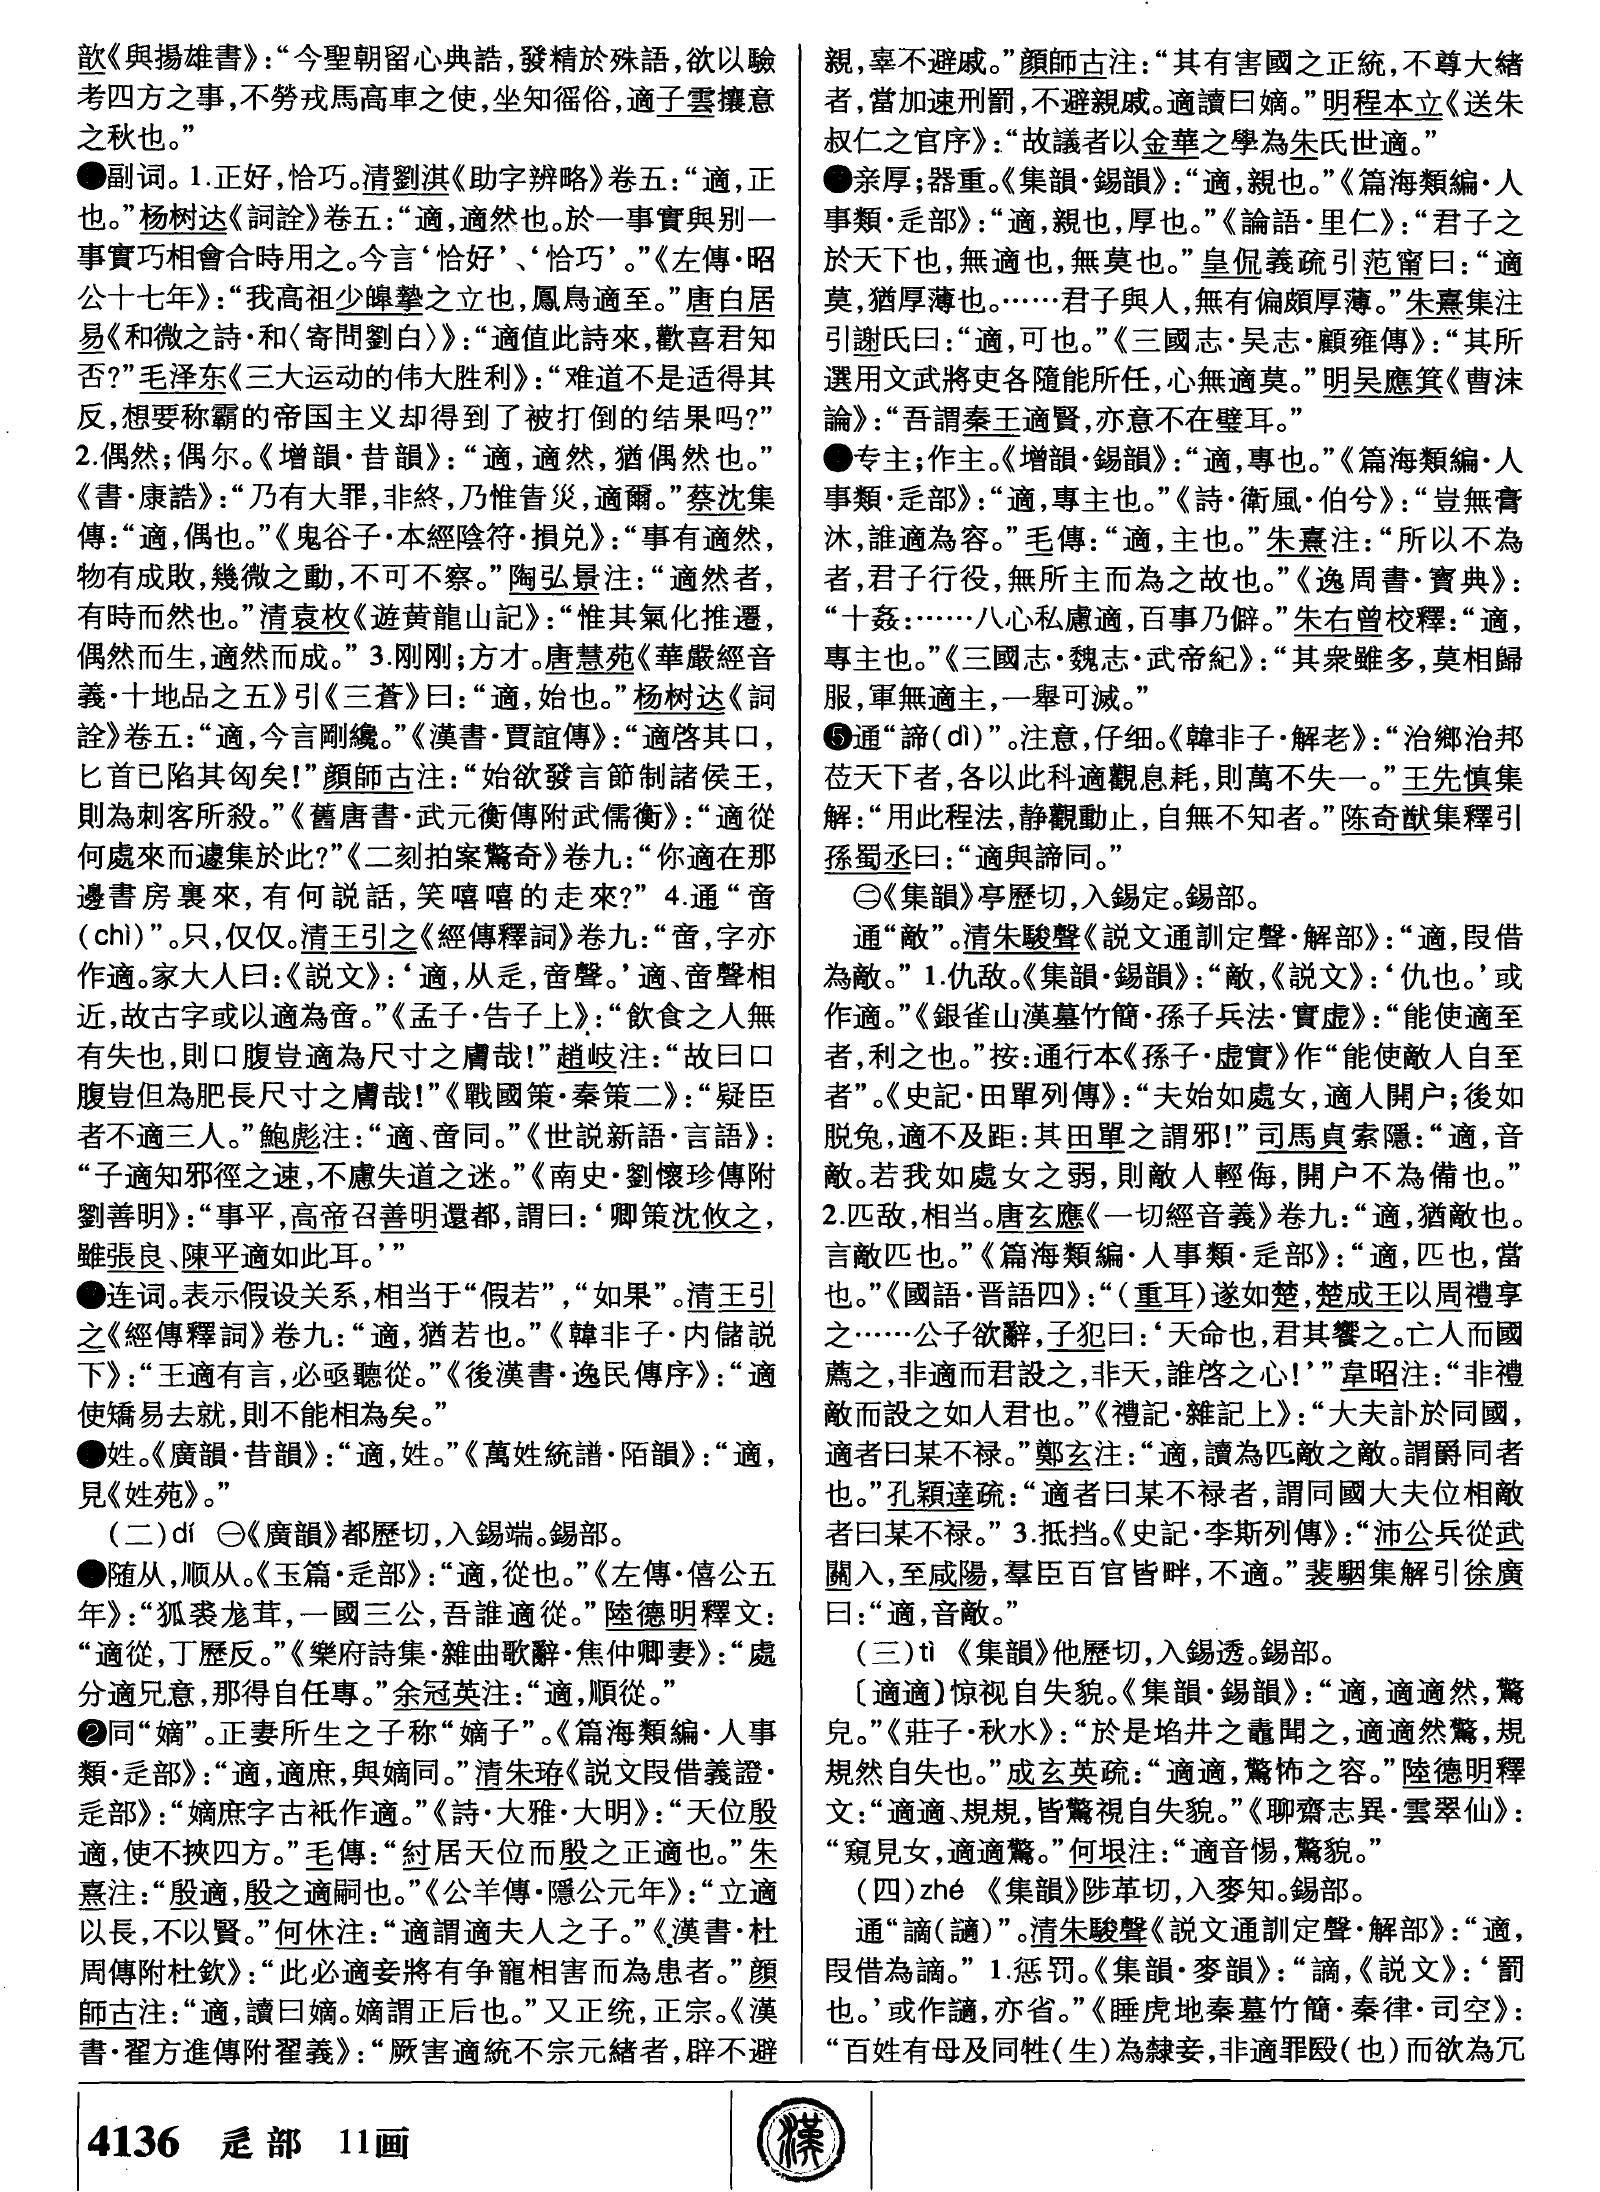 歆《與揚雄書》：“今聖朝留心典誥，發精於殊語，欲以驗
考四方之事，不勞戎馬高車之使，坐知徭俗，適子雲攘意
之秋也。”
副词。1.正好，恰巧。清劉淇《助字辨略》卷五：“適，正
也。”杨树达《詞詮》卷五：“適，適然也。於一事實與别一
事實巧相會合時用之。今言‘恰好’、‘恰巧’。”《左傳·昭
公十七年》：“我高祖少皞摯之立也，鳳鳥適至。”唐白居
易《和微之詩·和〈寄問劉白〉》：“適值此詩來，歡喜君知
否？”毛泽东《三大运动的伟大胜利》：“难道不是适得其
反，想要称霸的帝国主义却得到了被打倒的结果吗？”
2.偶然；偶尔。《增韻·昔韻》：“適，適然，猶偶然也。”
《書·康誥》：“乃有大罪，非終，乃惟眚災，適爾。”蔡沈集
傳：“適，偶也。”《鬼谷子·本經陰符·損兑》：“事有適然，
物有成敗，幾微之動，不可不察。”陶弘景注：“適然者，
有時而然也。”清袁枚《遊黄龍山記》：“惟其氣化推遷，
偶然而生，適然而成。”3.刚刚；方才。唐慧苑《華嚴經音
義·十地品之五》引《三蒼》曰：“適，始也。”杨树达《詞
詮》卷五：“適，今言剛纔。”《漢書·賈誼傳》：“適啓其口，
匕首已陷其匈矣！”顔師古注：“始欲發言節制諸侯王，
則為刺客所殺。”《舊唐書·武元衡傳附武儒衡》：“適從
何處來而遽集於此？”《二刻拍案驚奇》卷九：“你適在那
邊書房裏來，有何説話，笑嘻嘻的走來？”4.通“啻
（chì）”。只，仅仅。清王引之《經傳釋詞》卷九：“啻，字亦
作適。家大人曰：《説文》：‘適，从辵，啻聲。’適、啻聲相
近，故古字或以適為啻。”《孟子·告子上》：“飲食之人無
有失也，則口腹豈適為尺寸之膚哉！”趙岐注：“故曰口
腹豈但為肥長尺寸之膚哉！”《戰國策·秦策二》：“疑臣
者不適三人。”鮑彪注：“適、啻同。”《世説新語·言語》：
“子適知邪徑之速，不慮失道之迷。”《南史·劉懷珍傳附
劉善明》：“事平，高帝召善明還都，謂曰：‘卿策沈攸之，
雖張良、陳平適如此耳。’”
连词。表示假设关系，相当于“假若”，“如果”。清王引
之《經傳釋詞》卷九：“適，猶若也。”《韓非子·内儲説
下》：“王適有言，必亟聽從。”《後漢書·逸民傳序》：“適
使矯易去就，則不能相為矣。”
姓。《廣韻·昔韻》：“適，姓。”《萬姓統譜·陌韻》：“適，
見《姓苑》。”
（二）dí ㊀《廣韻》都歷切，入錫端。錫部。
随从，顺从。《玉篇·辵部》：“適，從也。”《左傳·僖公五
年》：“狐裘尨茸，一國三公，吾誰適從。”陸德明釋文：
“適從，丁歷反。”《樂府詩集·雜曲歌辭·焦仲卿妻》：“處
分適兄意，那得自任專。”余冠英注：“適，順從。”
❷同“嫡”。正妻所生之子称“嫡子”。《篇海類編·人事
類·辵部》：“適，適庶，與嫡同。”清朱珔《説文叚借義證·
辵部》：“嫡庶字古衹作適。”《詩·大雅·大明》：“天位殷
適，使不挾四方。”毛傳：“紂居天位而殷之正適也。”朱
熹注：“殷適，殷之適嗣也。”《公羊傳·隱公元年》：“立適
以長，不以賢。”何休注：“適謂適夫人之子。”《漢書·杜
周傳附杜欽》：“此必適妾將有争寵相害而為患者。”顔
師古注：“適，讀曰嫡。嫡謂正后也。”又正统，正宗。《漢
書·翟方進傳附翟義》：“厥害適統不宗元緒者，辟不避
親，辜不避戚。”顔師古注：“其有害國之正統，不尊大緒
者，當加速刑罰，不避親戚。適讀曰嫡。”明程本立《送朱
叔仁之官序》：“故議者以金華之學為朱氏世適。”
亲厚；器重。《集韻·錫韻》：“適，親也。”《篇海類編·人
事類·辵部》：“適，親也，厚也。”《論語·里仁》：“君子之
於天下也，無適也，無莫也。”皇侃義疏引范甯曰：“適
莫，猶厚薄也。……君子與人，無有偏頗厚薄。”朱熹集注
引謝氏曰：“適，可也。”《三國志·吴志·顧雍傳》：“其所
選用文武將吏各隨能所任，心無適莫。”明吴應箕《曹沫
論》：“吾謂秦王適賢，亦意不在璧耳。”
专主；作主。《增韻·錫韻》：“適，專也。”《篇海類編·人
事類·辵部》：“適，專主也。”《詩·衛風·伯兮》：“豈無膏
沐，誰適為容。”毛傳：“適，主也。”朱熹注：“所以不為
者，君子行役，無所主而為之故也。”《逸周書·寶典》：
“十姦：……八心私慮適，百事乃僻。”朱右曾校釋：“適，
專主也。”《三國志·魏志·武帝紀》：“其衆雖多，莫相歸
服，軍無適主，一舉可滅。”
❺通“諦（dì）”。注意，仔细。《韓非子·解老》：“治鄉治邦
莅天下者，各以此科適觀息耗，則萬不失一。”王先慎集
解：“用此程法，静觀動止，自無不知者。”陈奇猷集釋引
孫蜀丞曰：“適與諦同。”
㊁《集韻》亭歷切，入錫定。錫部。
通“敵”。清朱駿聲《説文通訓定聲·解部》：“適，叚借
為敵。”1.仇敌。《集韻·錫韻》：“敵，《説文》：‘仇也。’或
作適。”《銀雀山漢墓竹簡·孫子兵法·實虚》：“能使適至
者，利之也。”按：通行本《孫子·虚實》作“能使敵人自至
者”。《史記·田單列傳》：“夫始如處女，適人開户；後如
脱兔，適不及距：其田單之謂邪！”司馬貞索隱：“適，音
敵。若我如處女之弱，則敵人輕侮，開户不為備也。”
2.匹敌，相当。唐玄應《一切經音義》卷九：“適，猶敵也。
言敵匹也。”《篇海類編·人事類·辵部》：“適，匹也，當
也。”《國語·晋語四》：“（重耳）遂如楚，楚成王以周禮享
之……公子欲辭，子犯曰：‘天命也，君其饗之。亡人而國
薦之，非適而君設之，非天，誰啓之心！’”韋昭注：“非禮
敵而設之如人君也。”《禮記·雜記上》：“大夫訃於同國，
適者曰某不禄。”鄭玄注：“適，讀為匹敵之敵。謂爵同者
也。”孔穎達疏：“適者曰某不禄者，謂同國大夫位相敵
者曰某不禄。”3.抵挡。《史記·李斯列傳》：“沛公兵從武
關入，至咸陽，羣臣百官皆畔，不適。”裴駰集解引徐廣
曰：“適，音敵。”
（三）tì 《集韻》他歷切，入錫透。錫部。
〔適適〕惊视自失貌。《集韻·錫韻》：“適，適適然，驚
皃。”《莊子·秋水》：“於是埳井之鼃聞之，適適然驚，規
規然自失也。”成玄英疏：“適適，驚怖之容。”陸德明釋
文：“適適、規規，皆驚視自失貌。”《聊齋志異·雲翠仙》：
“窺見女，適適驚。”何垠注：“適音惕，驚貌。”
（四）zhé 《集韻》陟革切，入麥知。錫部。
通“謫（讁）”。清朱駿聲《説文通訓定聲·解部》：“適，
叚借為謫。”1.惩罚。《集韻·麥韻》：“謫，《説文》：‘罰
也。’或作讁，亦省。”《睡虎地秦墓竹簡·秦律·司空》：
“百姓有母及同牲（生）為隸妾，非適罪殹（也）而欲為冗
4136 辵部 11画
漢